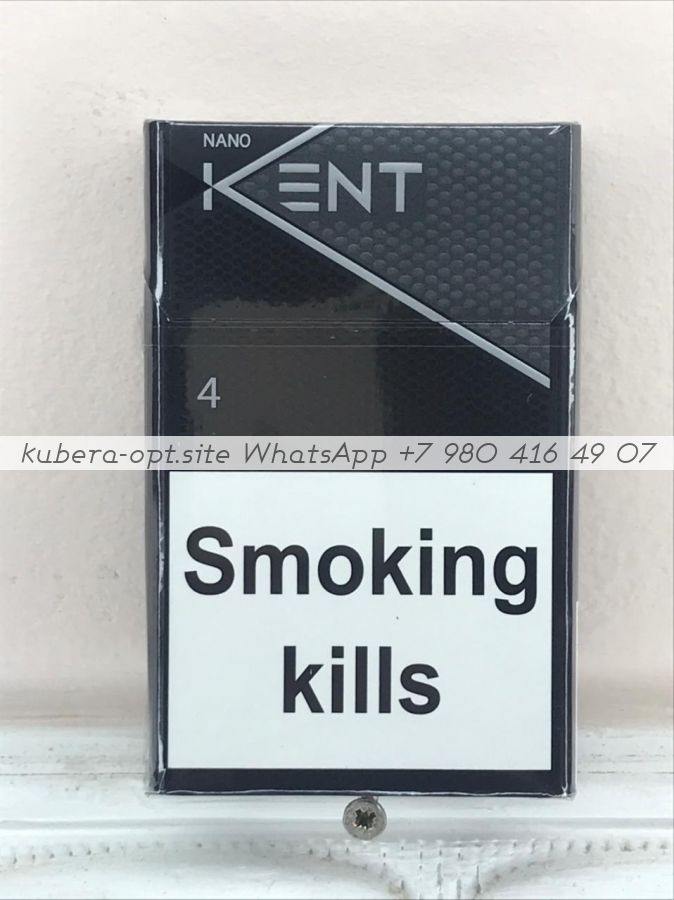 NANO
KENT
4
kubera-opt.site WhatsApp +7 980 416 49 07
Smoking
kills